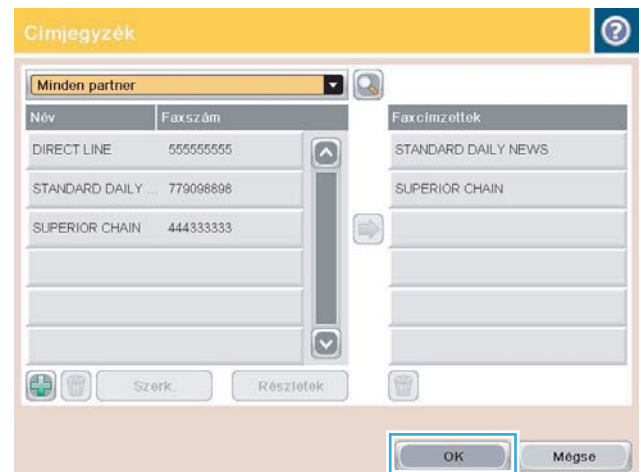 Címjegyzék
Minden partner
Név Faxszám
DIRECT LINE 555555555
STANDARD DAILY ... 779098898
SUPERIOR CHAIN 444333333
Szerk. Részletek
Faxcímzettek
STANDARD DAILY NEWS
SUPERIOR CHAIN
OK Mégse